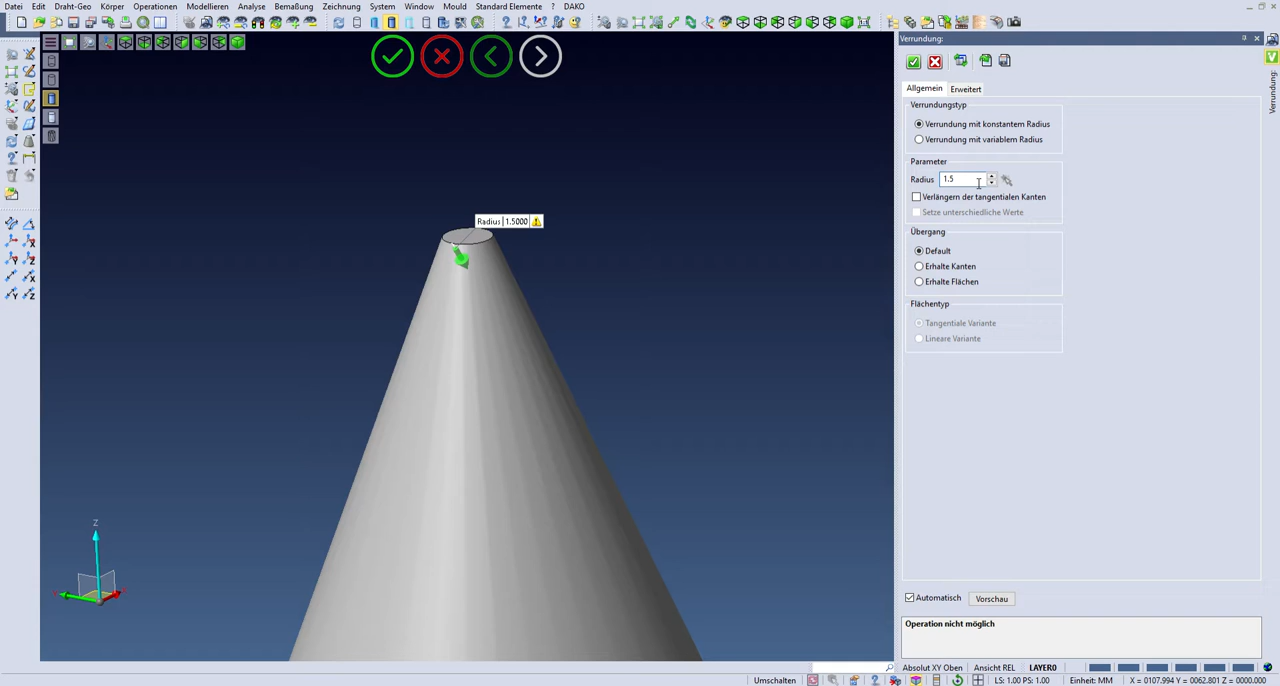 Datei Edit Draht-Geo Körper Operationen Modellieren Analyse Bemaßung Zeichnung System Window Mould Standard Elemente ? DAKO
Verrundung:
Allgemein Erweitert
Verrundungstyp
Verrundung mit konstantem Radius
Verrundung mit variablem Radius
Parameter
Radius 1.5
Verlängern der tangentialen Kanten
Setze unterschiedliche Werte
Übergang
Default
Erhalte Kanten
Erhalte Flächen
Flächentyp
Tangentiale Variante
Lineare Variante
Verrundung:
Radius 1.5000
Z
Automatisch Vorschau
Operation nicht möglich
Absolut XY Oben Ansicht REL LAYER0
Umschalten LS: 1.00 PS: 1.00 Einheit: MM X = 0107.994 Y = 0062.801 Z = 0000.000